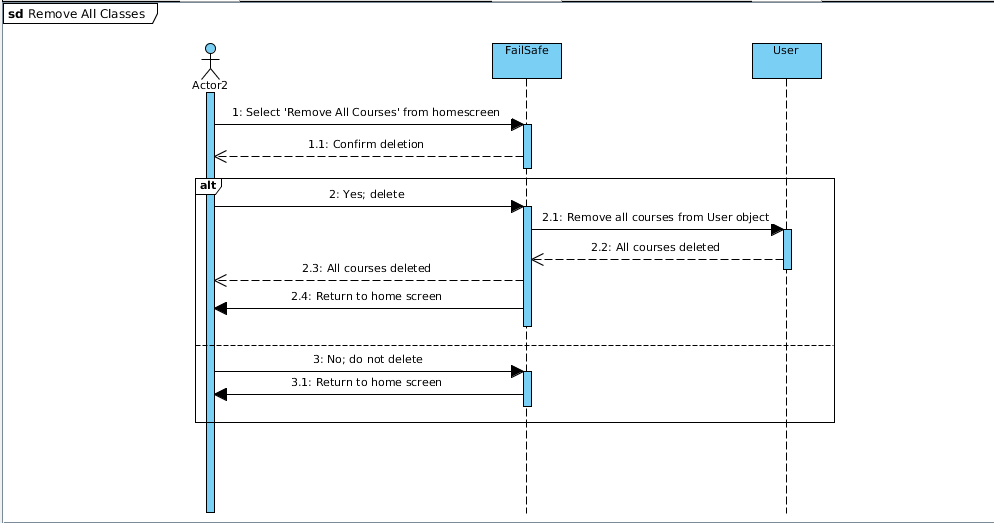 sd Remove All Classes
FailSafe
User
Actor2
1: Select 'Remove All Courses' from homescreen
1.1: Confirm deletion
alt
2: Yes; delete
2.1: Remove all courses from User object
2.2: All courses deleted
2.3: All courses deleted
2.4: Return to home screen
3: No; do not delete
3.1: Return to home screen